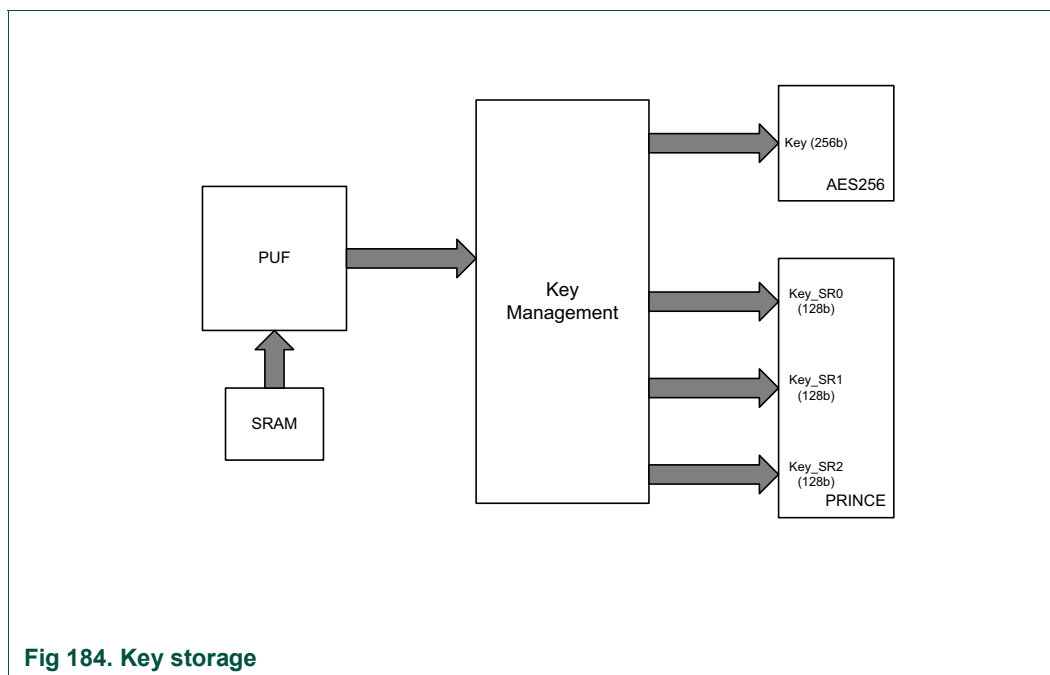 PUF
SRAM
Key
Management
Key (256b)
AES256
Key_SR0
(128b)
Key_SR1
(128b)
Key_SR2
(128b)
PRINCE
Fig 184. Key storage